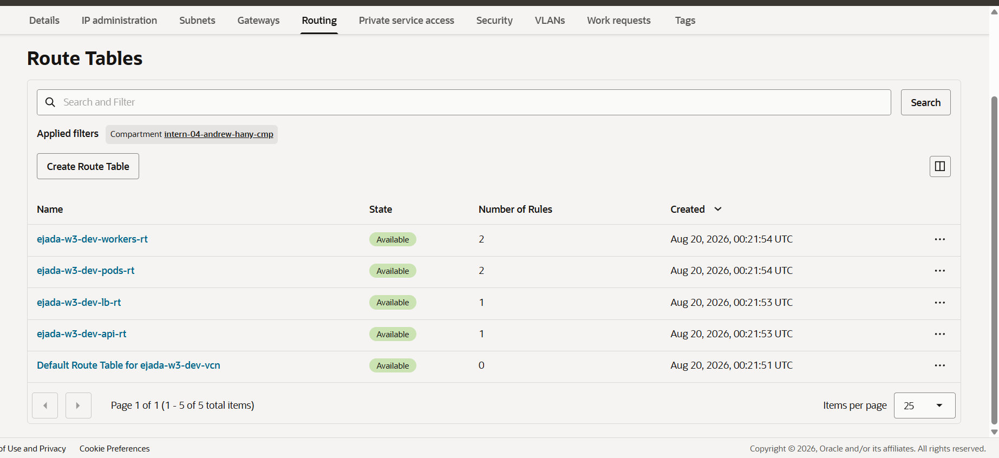 Details IP administration Subnets Gateways Routing Private service access Security VLANs Work requests Tags
Route Tables
Search and Filter Search
Applied filters Compartment intern-04-andrew-hany-cmp
Create Route Table
Name State Number of Rules Created
ejada-w3-dev-workers-rt Available 2 Aug 20, 2026, 00:21:54 UTC
ejada-w3-dev-pods-rt Available 2 Aug 20, 2026, 00:21:54 UTC
ejada-w3-dev-lb-rt Available 1 Aug 20, 2026, 00:21:53 UTC
ejada-w3-dev-api-rt Available 1 Aug 20, 2026, 00:21:53 UTC
Default Route Table for ejada-w3-dev-vcn Available 0 Aug 20, 2026, 00:21:51 UTC
Page 1 of 1 (1 - 5 of 5 total items) Items per page 25
of Use and Privacy Cookie Preferences Copyright © 2026, Oracle and/or its affiliates. All rights reserved.